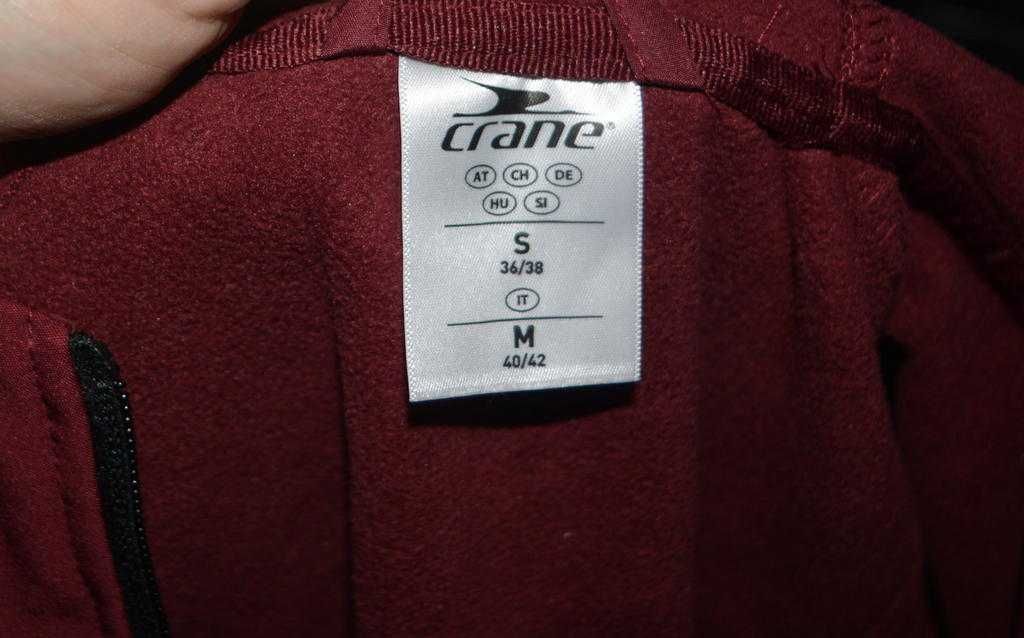 crane®
AT CH DE
HU SI
S
36/38
IT
M
40/42